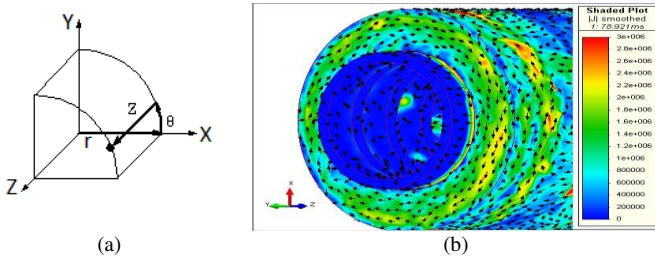 Y
Z
θ
r
X
Z
(a)
Shaded Plot
|J| smoothed
1: 78.921ms
3e+006
2.8e+006
2.6e+006
2.4e+006
2.2e+006
2e+006
1.8e+006
1.6e+006
1.4e+006
1.2e+006
1e+006
800000
600000
400000
200000
0
X
Y
Z
(b)